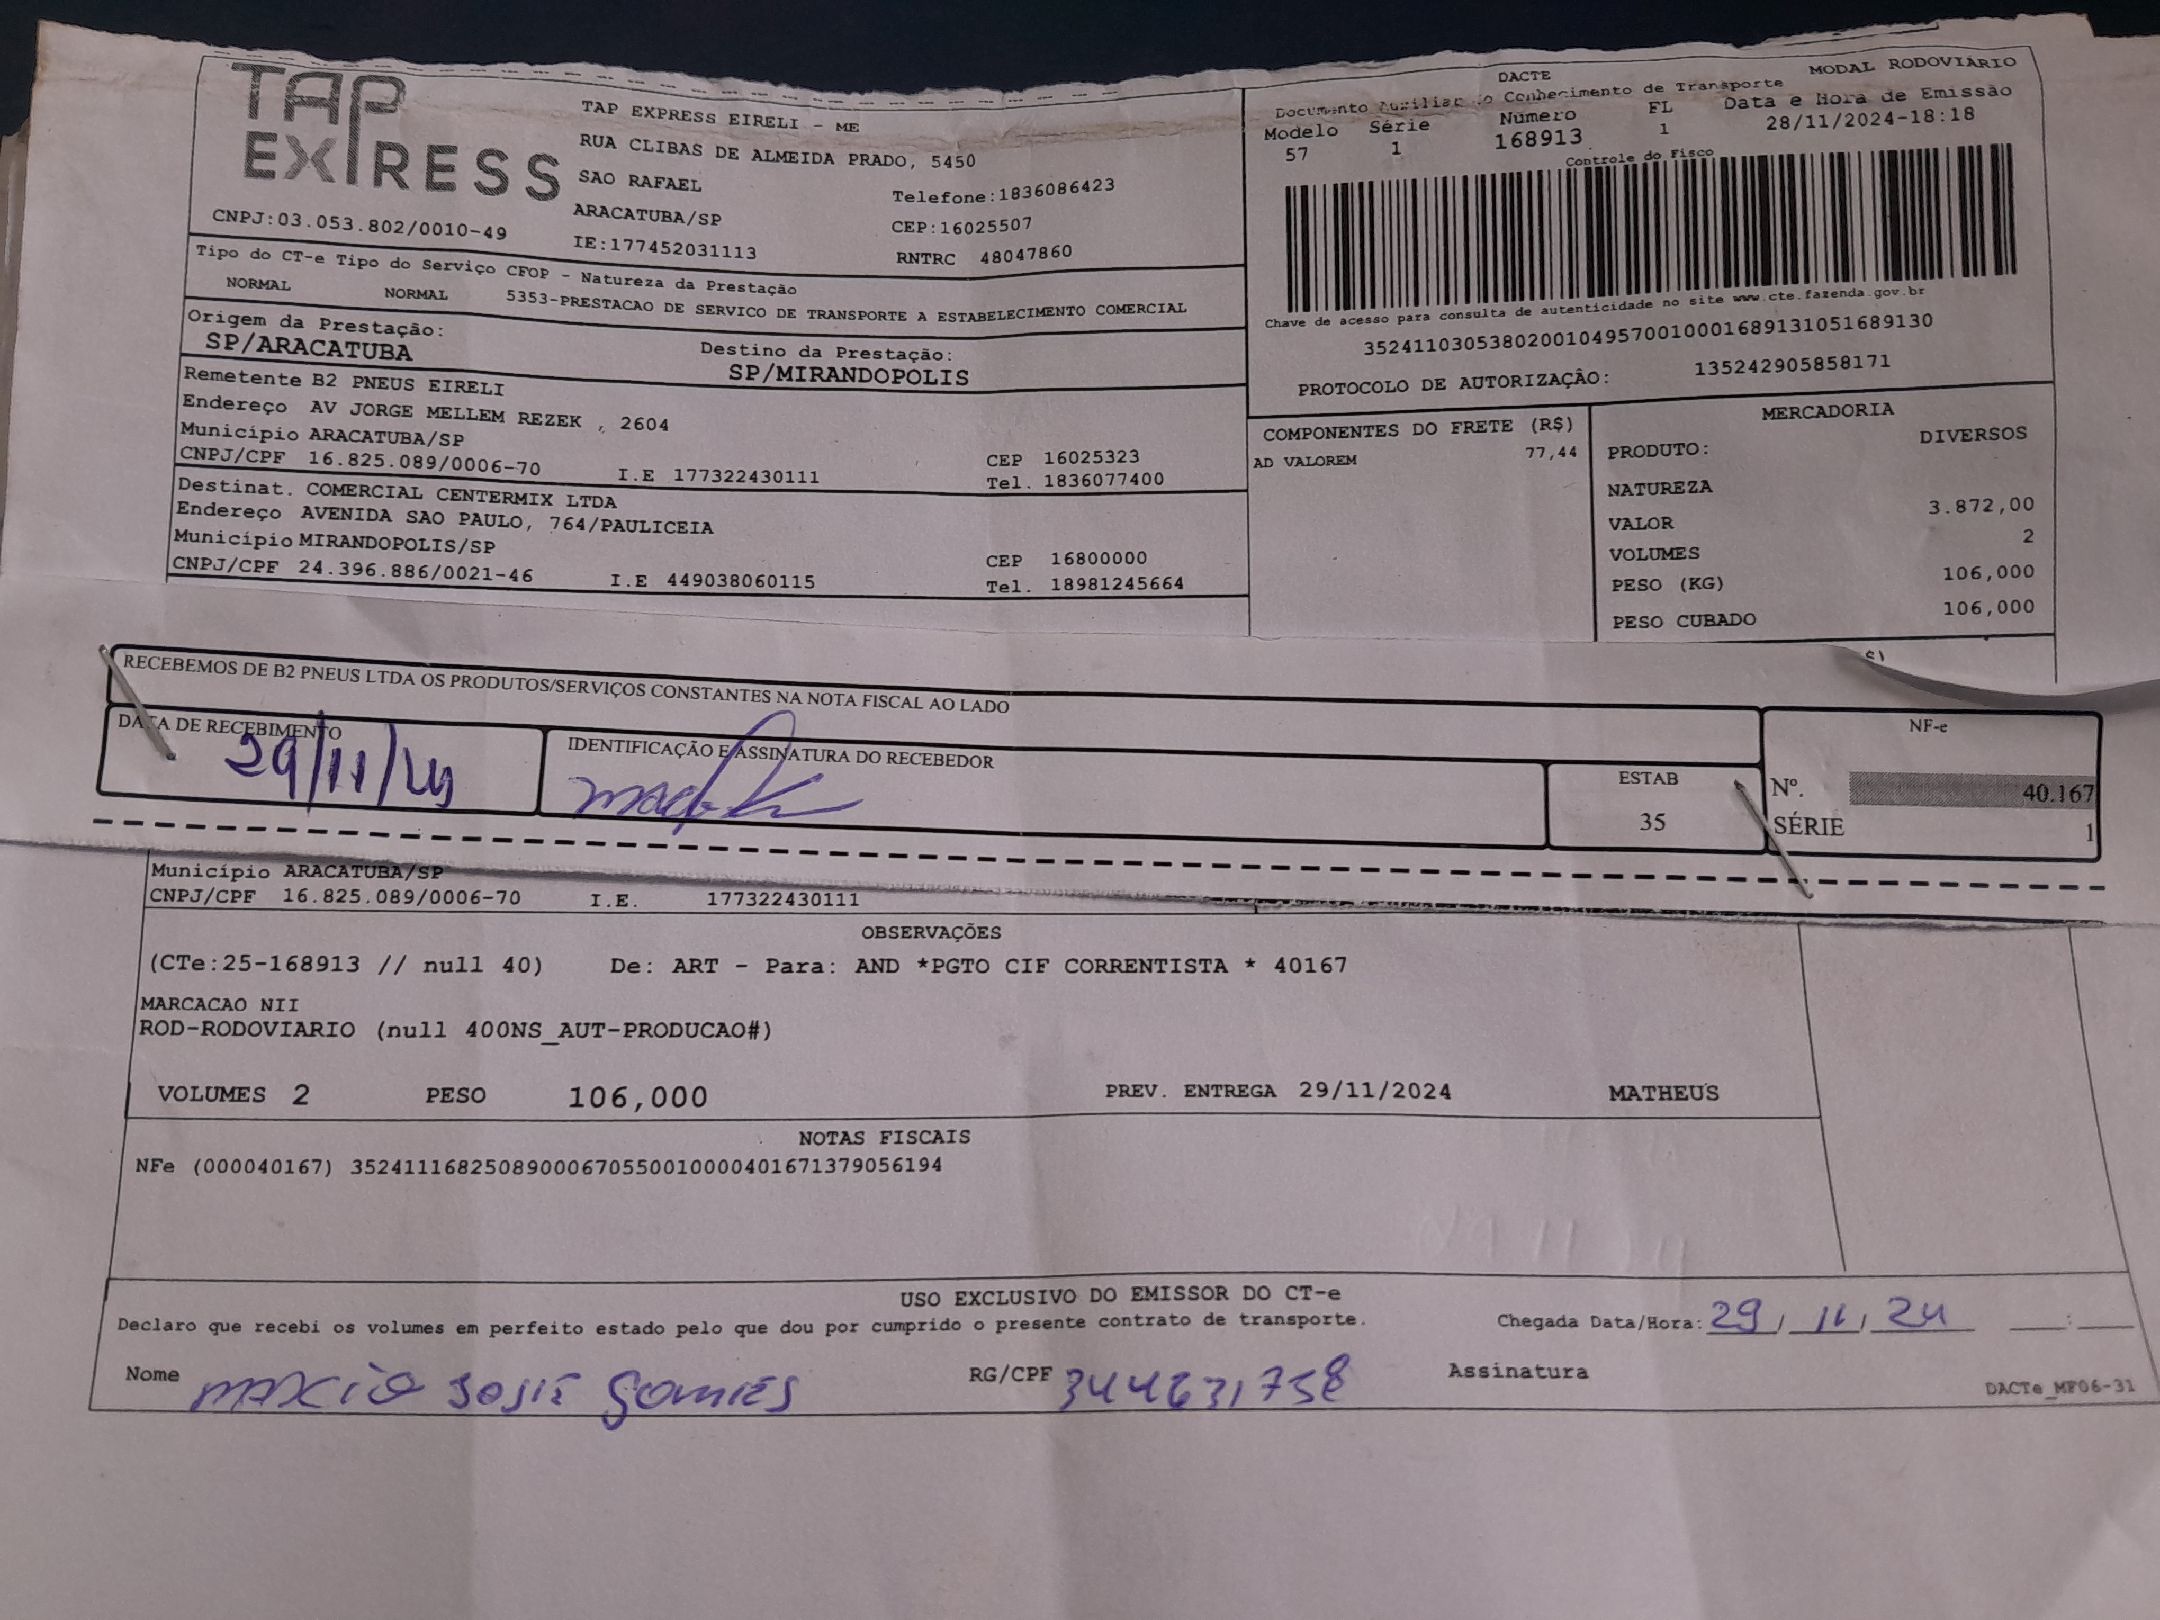 TAP
EXPRESS
TAP EXPRESS EIRELI - ME
RUA CLIBAS DE ALMEIDA PRADO, 5450
SAO RAFAEL
Telefone:1836086423
ARACATUBA/SP
CEP:16025507
CNPJ:03.053.802/0010-49
IE:177452031113
RNTRC 48047860
DACTE
MODAL RODOVIÁRIO
Documento Auxiliar do Conhecimento de Transporte
Modelo Série Número FL Data e Hora de Emissão
57 1 168913 1 28/11/2024-18:18
Controle do Fisco
Chave de acesso para consulta de autenticidade no site www.cte.fazenda.gov.br
35241103053802001049570010001689131051689130
PROTOCOLO DE AUTORIZAÇÃO: 135242905858171
Tipo do CT-e Tipo do Serviço CFOP - Natureza da Prestação
NORMAL NORMAL 5353-PRESTACAO DE SERVICO DE TRANSPORTE A ESTABELECIMENTO COMERCIAL
Origem da Prestação: Destino da Prestação:
SP/ARACATUBA SP/MIRANDOPOLIS
Remetente B2 PNEUS EIRELI
Endereço AV JORGE MELLEM REZEK , 2604
Município ARACATUBA/SP CEP 16025323
CNPJ/CPF 16.825.089/0006-70 I.E 177322430111 Tel. 1836077400
Destinat. COMERCIAL CENTERMIX LTDA
Endereço AVENIDA SAO PAULO, 764/PAULICEIA
Município MIRANDOPOLIS/SP CEP 16800000
CNPJ/CPF 24.396.886/0021-46 I.E 449038060115 Tel. 18981245664
COMPONENTES DO FRETE (R$)
AD VALOREM 77,44
MERCADORIA
PRODUTO: DIVERSOS
NATUREZA
VALOR 3.872,00
VOLUMES 2
PESO (KG) 106,000
PESO CUBADO 106,000
RECEBEMOS DE B2 PNEUS LTDA OS PRODUTOS/SERVIÇOS CONSTANTES NA NOTA FISCAL AO LADO
DATA DE RECEBIMENTO
29/11/24
IDENTIFICAÇÃO E ASSINATURA DO RECEBEDOR
ESTAB
35
NF-e
Nº. 40.167
SÉRIE 1
Município ARACATUBA/SP
CNPJ/CPF 16.825.089/0006-70 I.E. 177322430111
OBSERVAÇÕES
(CTe:25-168913 // null 40) De: ART - Para: AND *PGTO CIF CORRENTISTA * 40167
MARCACAO NII
ROD-RODOVIARIO (null 400NS_AUT-PRODUCAO#)
VOLUMES 2 PESO 106,000 PREV. ENTREGA 29/11/2024 MATHEUS
NOTAS FISCAIS
NFe (000040167) 35241116825089000670550010000401671379056194
USO EXCLUSIVO DO EMISSOR DO CT-e
Declaro que recebi os volumes em perfeito estado pelo que dou por cumprido o presente contrato de transporte. Chegada Data/Hora: 29/11/24 __:__
Nome MARCIO JOSÉ GOMES RG/CPF 344631758 Assinatura
DACTe_MF06-31